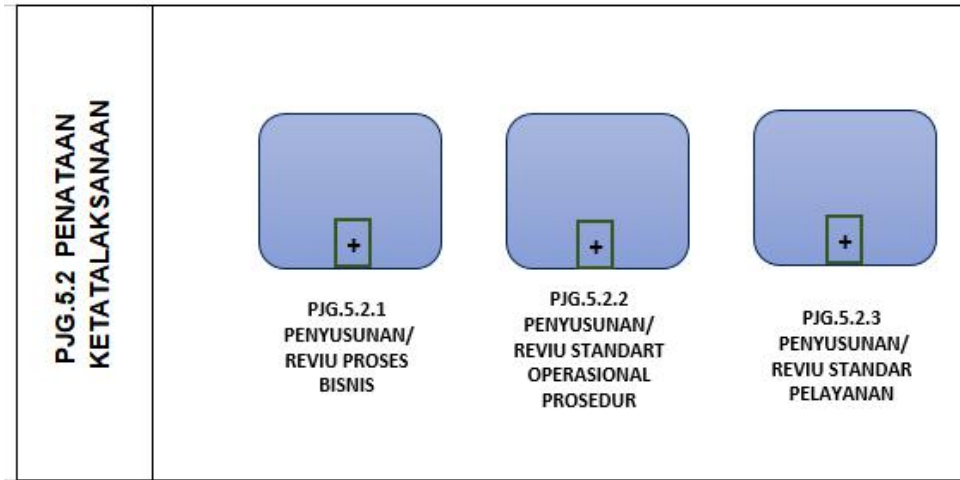 PJG.5.2 PENATAAN
KETATALAKSANAAN
+
PJG.5.2.1
PENYUSUNAN/
REVIU PROSES
BISNIS
+
PJG.5.2.2
PENYUSUNAN/
REVIU STANDART
OPERASIONAL
PROSEDUR
+
PJG.5.2.3
PENYUSUNAN/
REVIU STANDAR
PELAYANAN